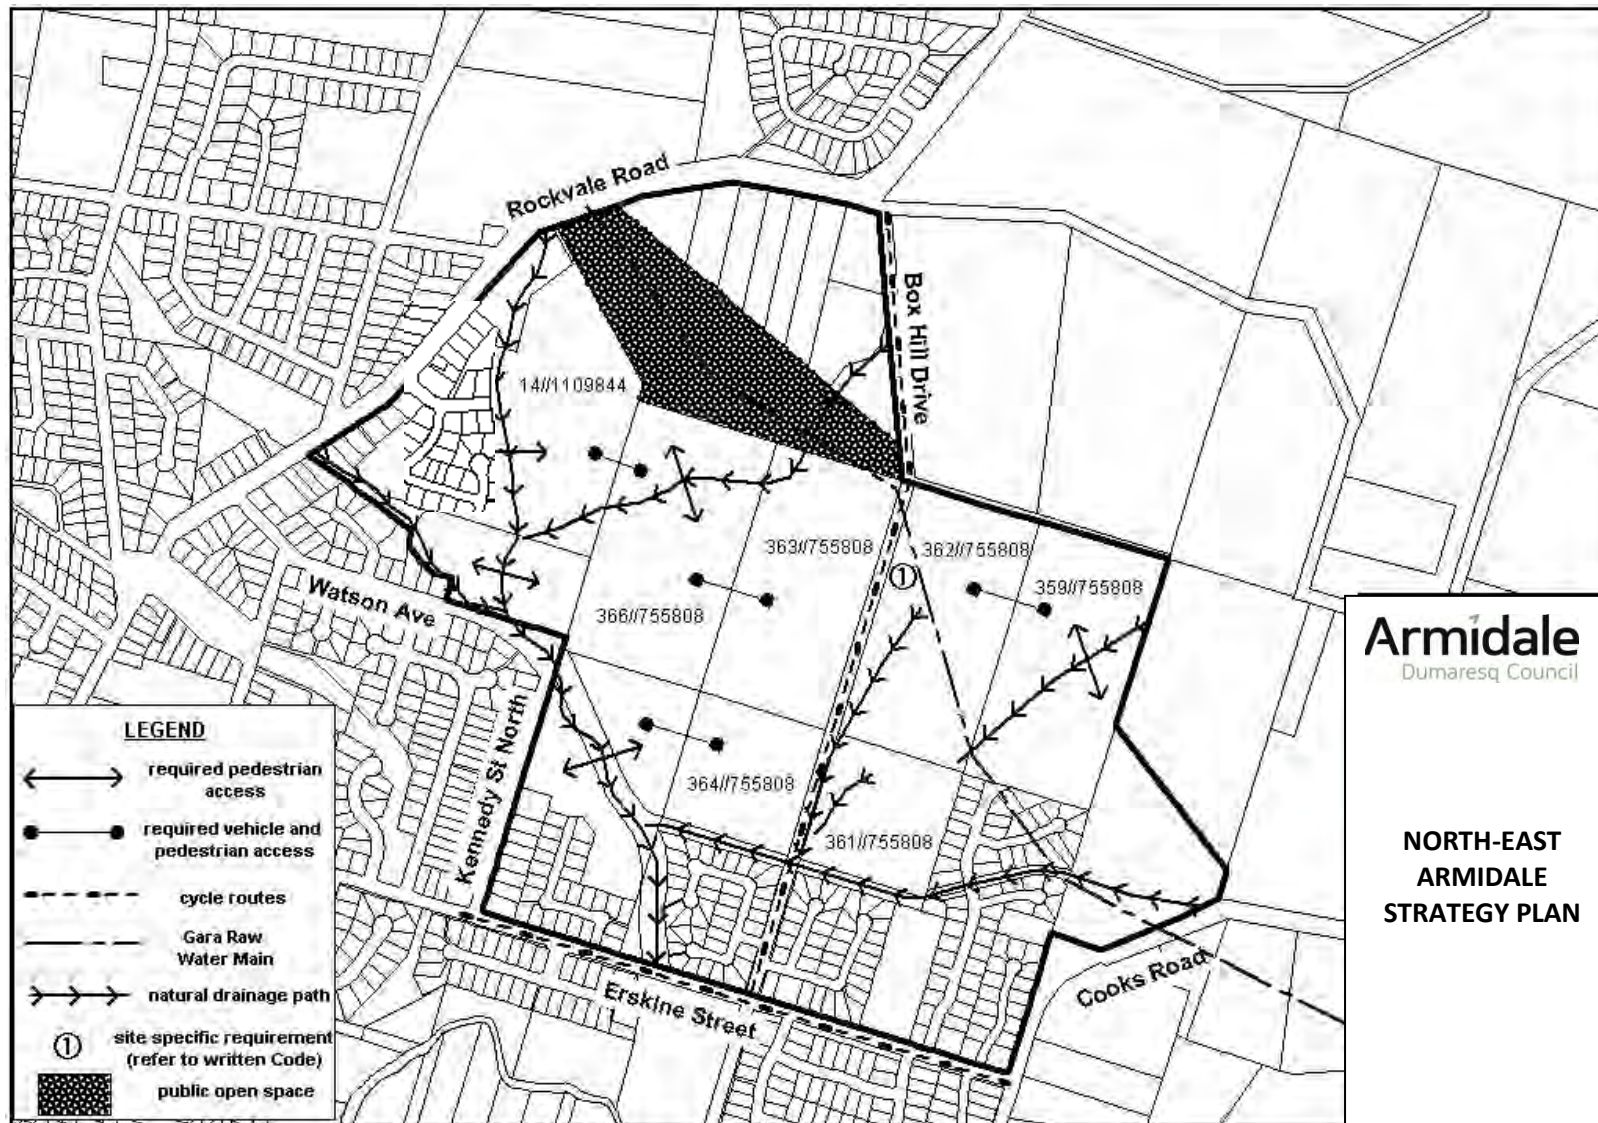 Rockvale Road
Box Hill Drive
14//1109844
363//755808
362//755808
①
359//755808
366//755808
Watson Ave
Kennedy St North
364//755808
361//755808
Erskine Street
Cooks Road
LEGEND
required pedestrian
access
required vehicle and
pedestrian access
cycle routes
Gara Raw
Water Main
natural drainage path
① site specific requirement
(refer to written Code)
public open space
Armidale
Dumaresq Council
NORTH-EAST
ARMIDALE
STRATEGY PLAN